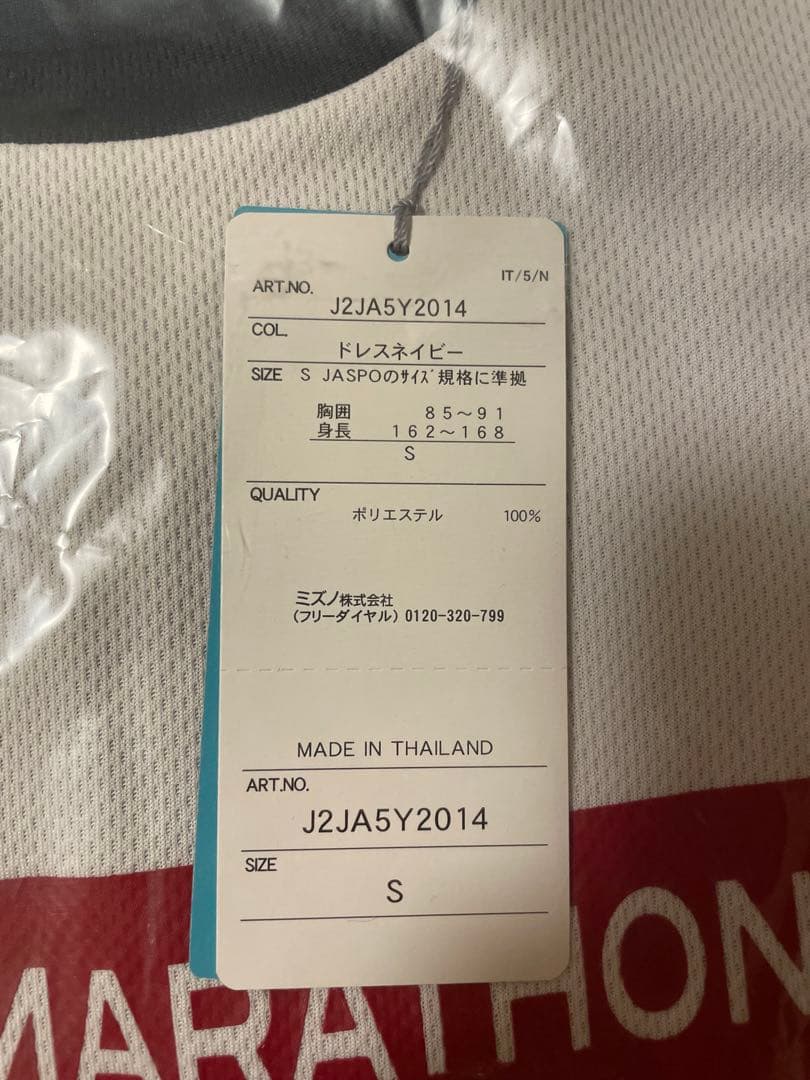 IT/5/N
ART.NO.
J2JA5Y2014
COL.
ドレスネイビー
SIZE S JASPOのｻｲｽﾞ規格に準拠
胸囲 85～91
身長 162～168
S
QUALITY
ポリエステル 100%
ミズノ株式会社
(フリーダイヤル) 0120-320-799
MADE IN THAILAND
ART.NO.
J2JA5Y2014
SIZE
S
MARATHON